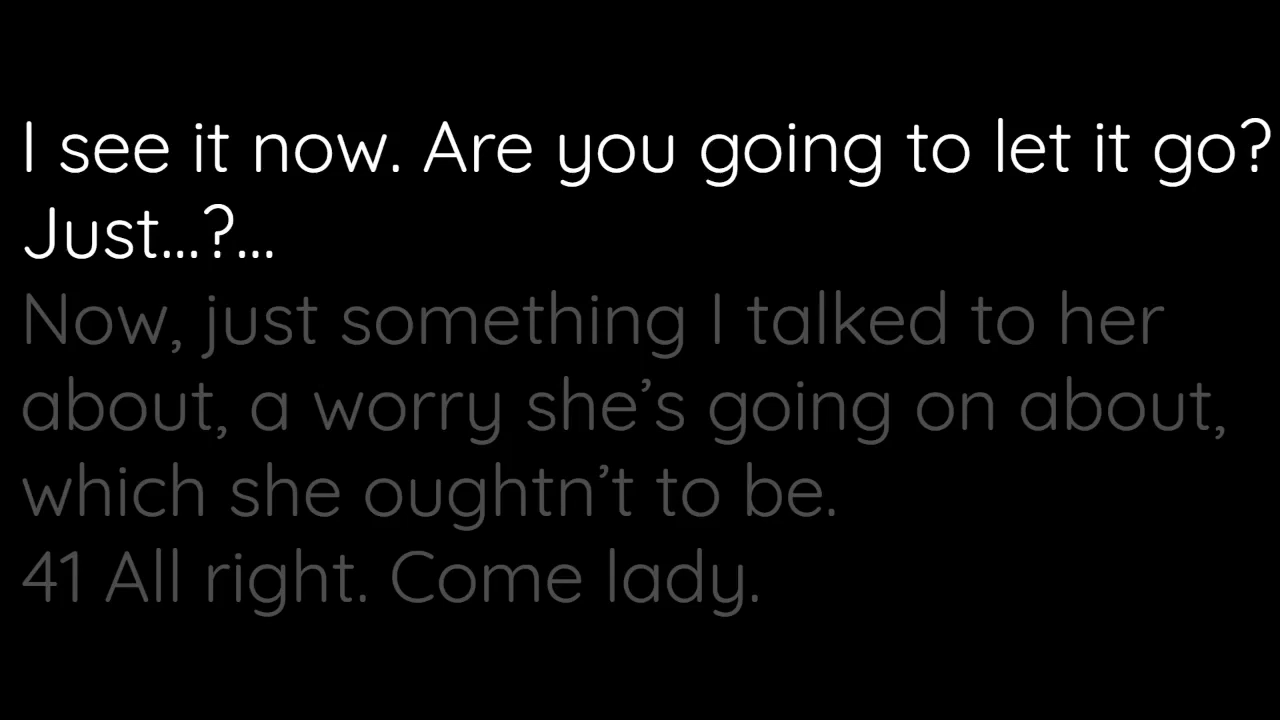 I see it now. Are you going to let it go?
Just...?...
Now, just something I talked to her
about, a worry she’s going on about,
which she oughtn’t to be.
41 All right. Come lady.